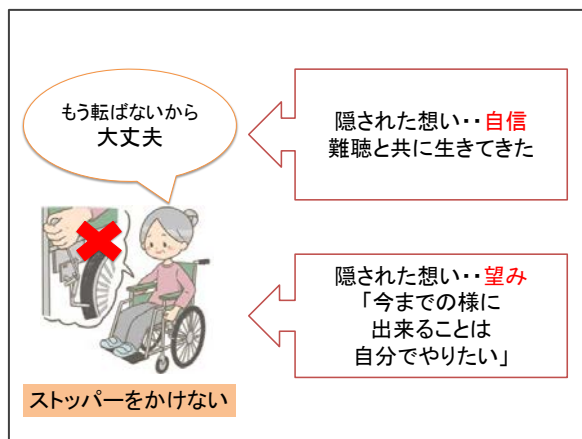 もう転ばないから
大丈夫
隠された想い・・自信
難聴と共に生きてきた
隠された想い・・望み
「今までの様に
出来ることは
自分でやりたい」
ストッパーをかけない